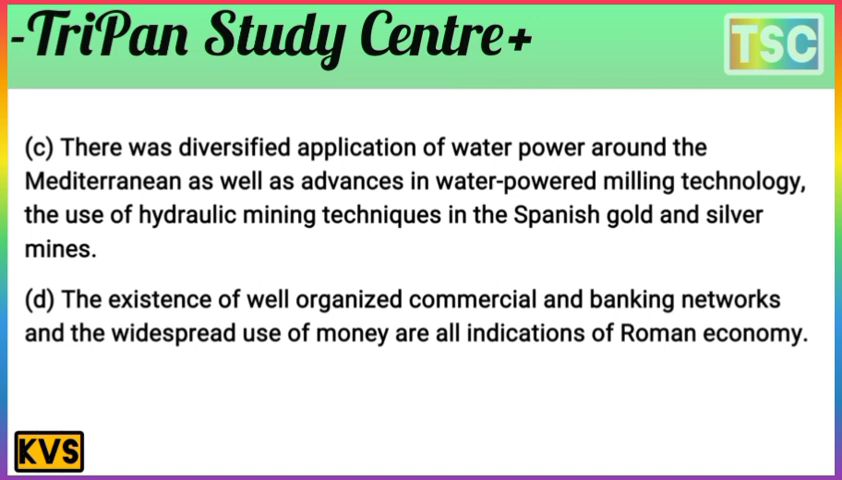 -TriPan Study Centre+
TSC
(c) There was diversified application of water power around the
Mediterranean as well as advances in water-powered milling technology,
the use of hydraulic mining techniques in the Spanish gold and silver
mines.
(d) The existence of well organized commercial and banking networks
and the widespread use of money are all indications of Roman economy.
KVS